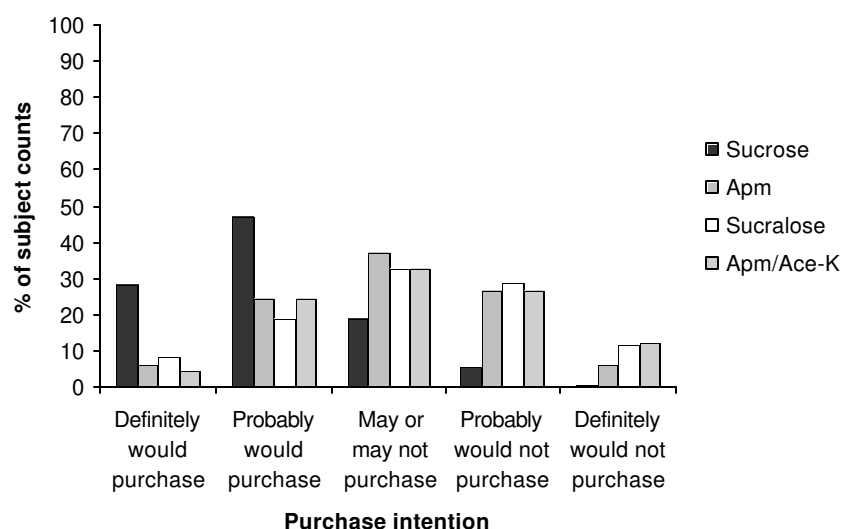 100
90
80
70
60
50
40
30
20
10
0
% of subject counts
Definitely would purchase
Probably would purchase
May or may not purchase
Probably would not purchase
Definitely would not purchase
Purchase intention
Sucrose
Apm
Sucralose
Apm/Ace-K